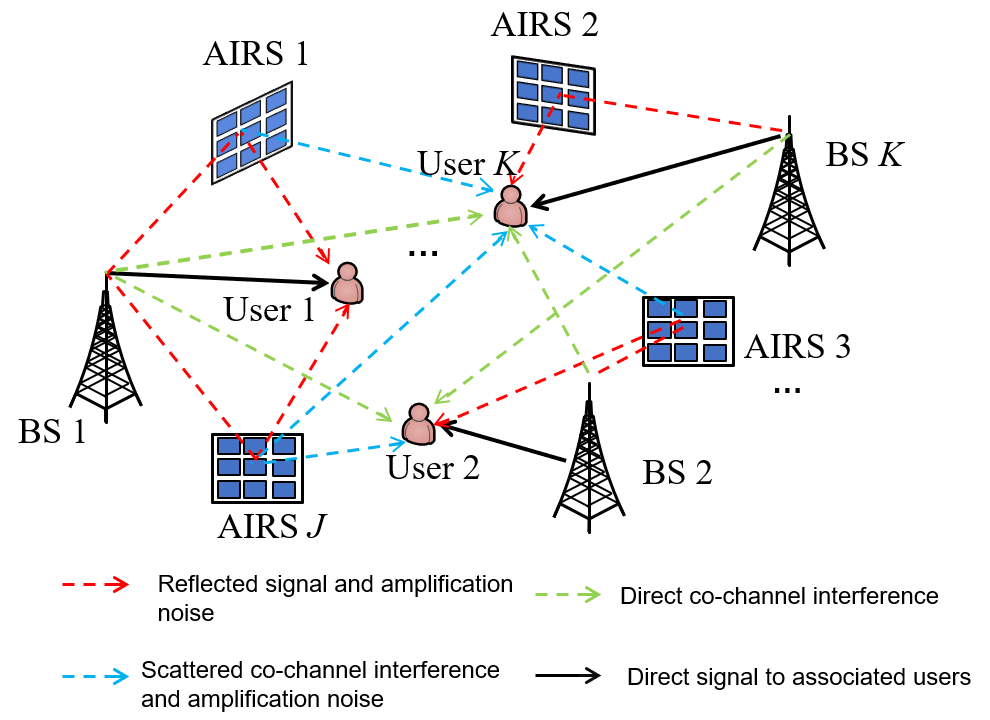 AIRS 2
AIRS 1
User K
BS K
...
User 1
AIRS 3
...
BS 1
User 2
BS 2
AIRS J
Reflected signal and amplification
noise
Direct co-channel interference
Scattered co-channel interference
and amplification noise
Direct signal to associated users